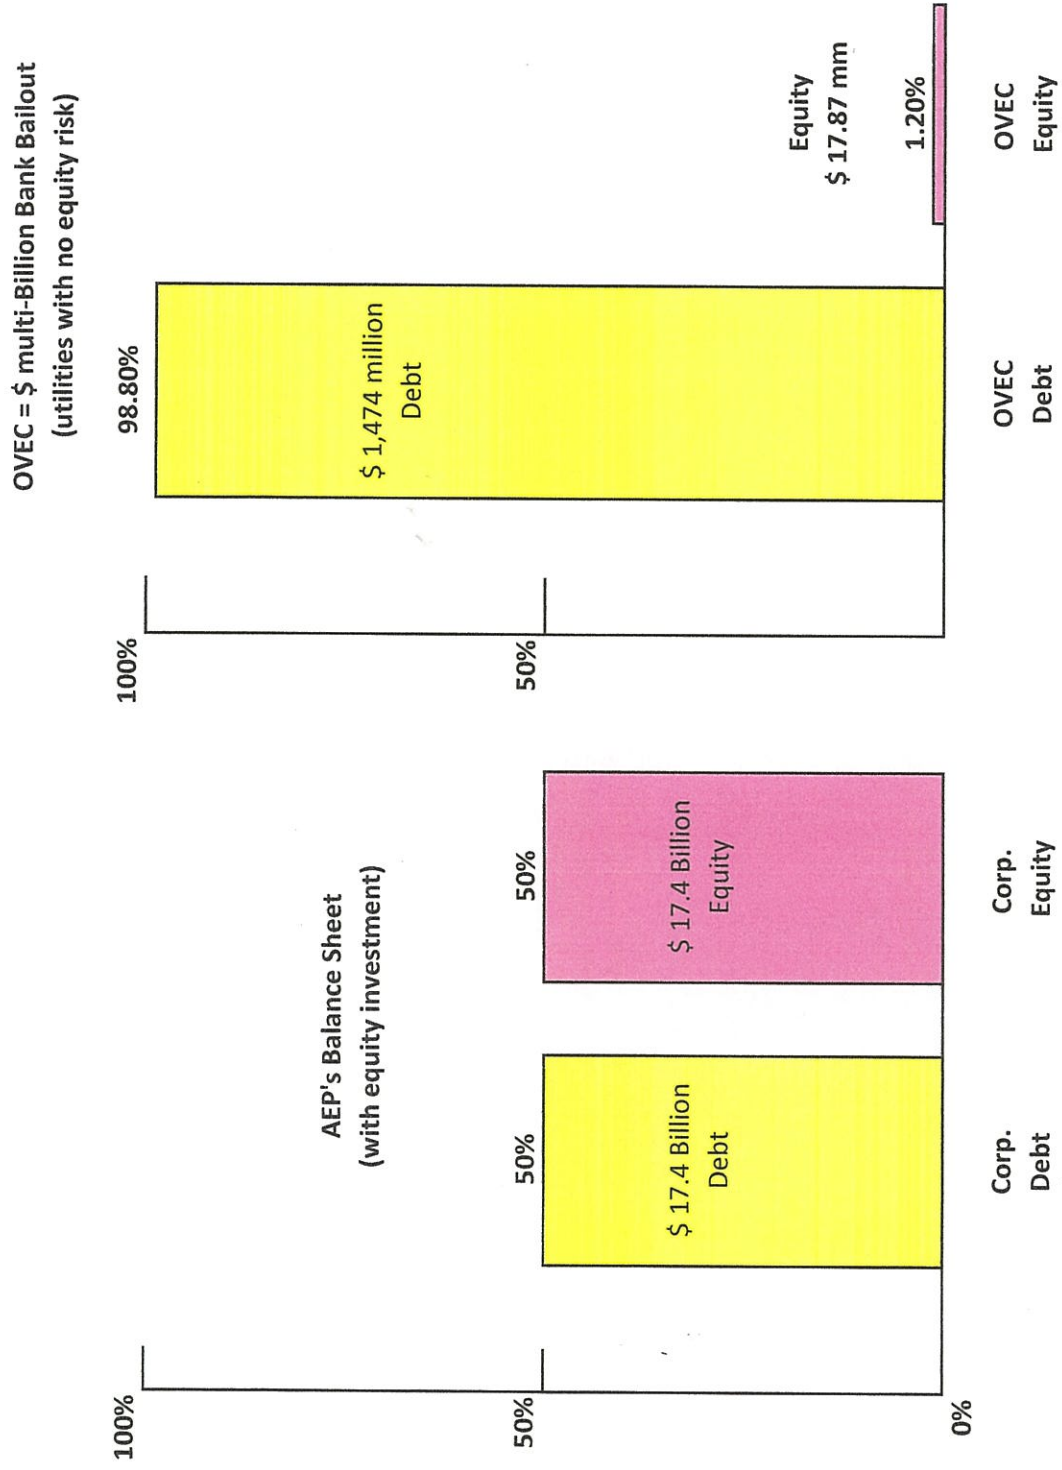 OVEC = $ multi-Billion Bank Bailout
(utilities with no equity risk)
AEP's Balance Sheet
(with equity investment)
100%
50%
0%
50%
$ 17.4 Billion
Debt
50%
$ 17.4 Billion
Equity
Corp.
Debt
Corp.
Equity
100%
50%
98.80%
$ 1,474 million
Debt
Equity
$ 17.87 mm
1.20%
OVEC
Debt
OVEC
Equity